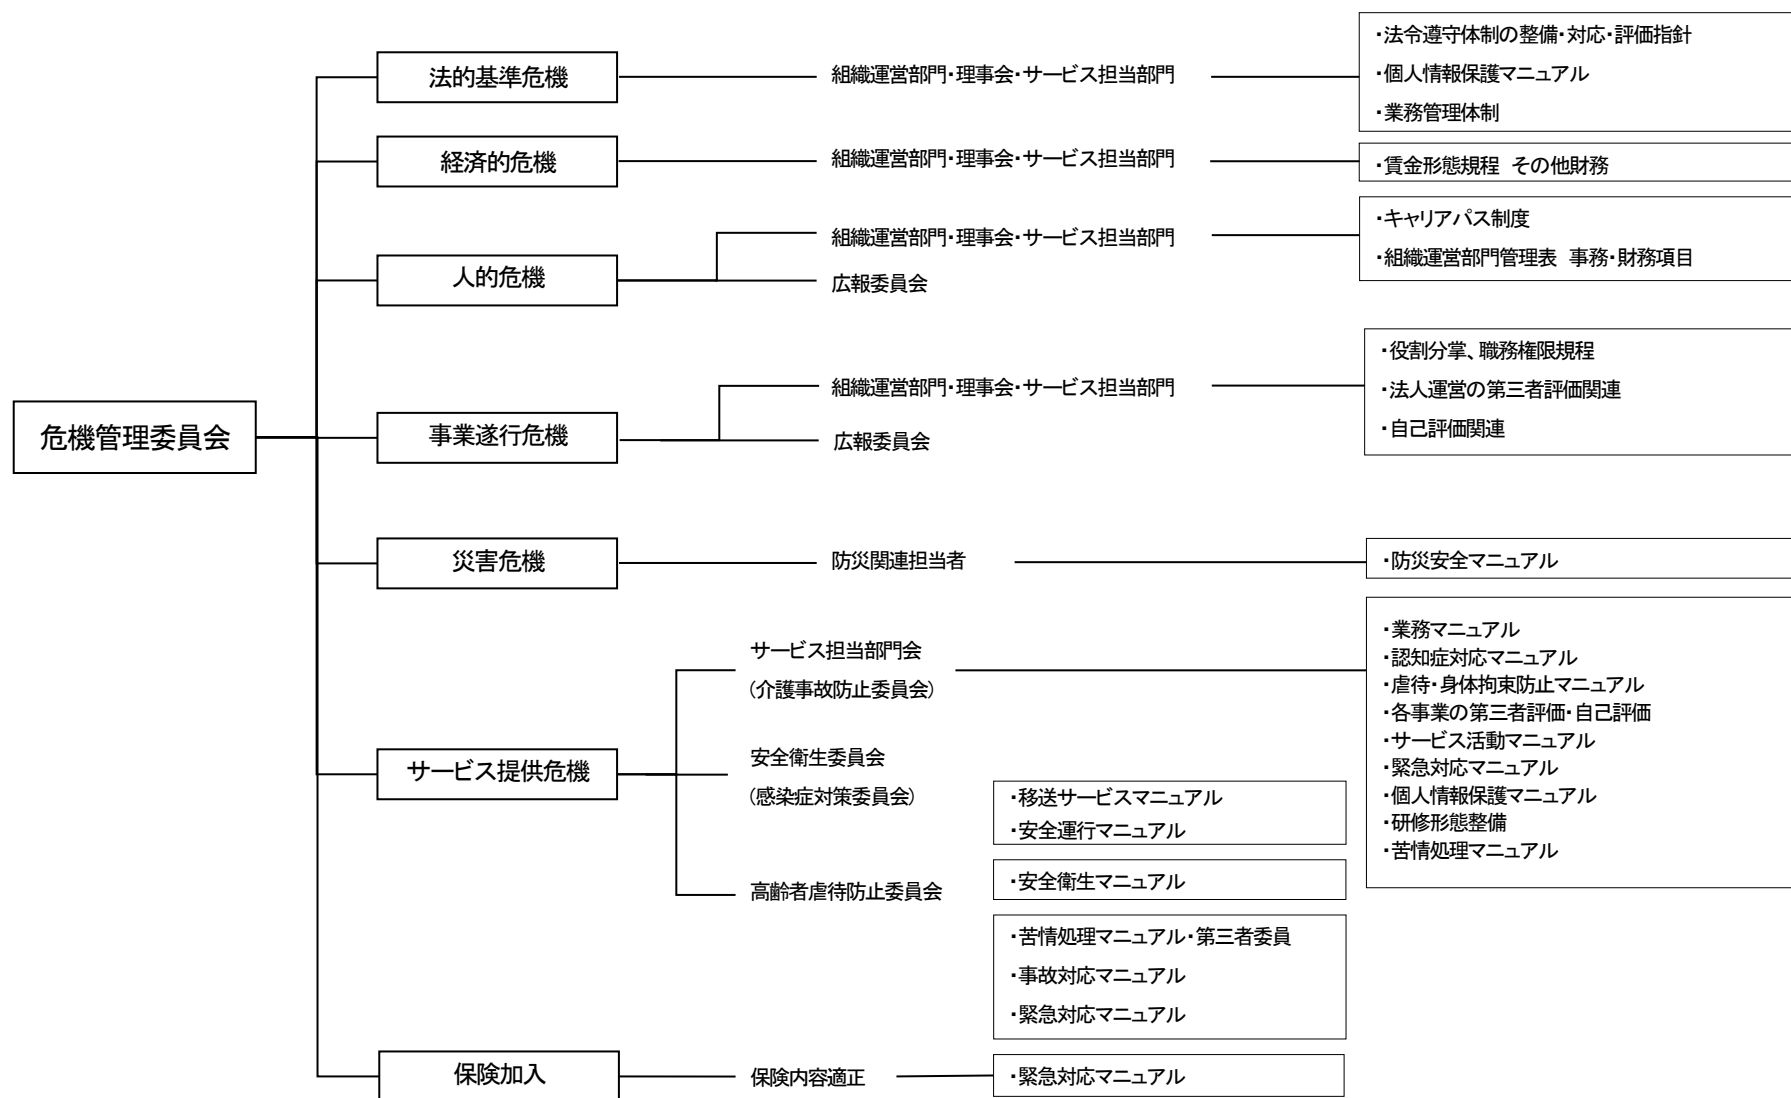 危機管理委員会
法的基準危機
組織運営部門・理事会・サービス担当部門
・法令遵守体制の整備・対応・評価指針
・個人情報保護マニュアル
・業務管理体制
経済的危機
組織運営部門・理事会・サービス担当部門
・賃金形態規程 その他財務
人的危機
組織運営部門・理事会・サービス担当部門
広報委員会
・キャリアパス制度
・組織運営部門管理表 事務・財務項目
事業遂行危機
組織運営部門・理事会・サービス担当部門
広報委員会
・役割分掌、職務権限規程
・法人運営の第三者評価関連
・自己評価関連
災害危機
防災関連担当者
・防災安全マニュアル
サービス提供危機
サービス担当部門会
（介護事故防止委員会）
・業務マニュアル
・認知症対応マニュアル
・虐待・身体拘束防止マニュアル
・各事業の第三者評価・自己評価
・サービス活動マニュアル
・緊急対応マニュアル
・個人情報保護マニュアル
・研修形態整備
・苦情処理マニュアル
安全衛生委員会
（感染症対策委員会）
高齢者虐待防止委員会
・移送サービスマニュアル
・安全運行マニュアル
・安全衛生マニュアル
・苦情処理マニュアル・第三者委員
・事故対応マニュアル
・緊急対応マニュアル
保険加入
保険内容適正
・緊急対応マニュアル